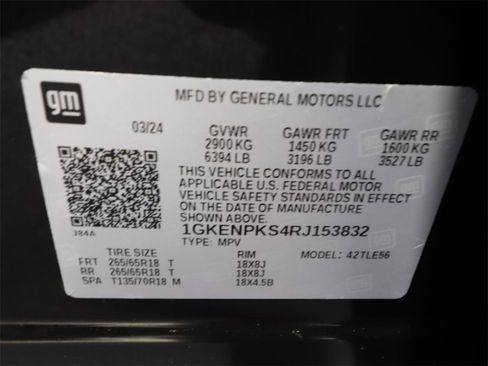 gm
MFD BY GENERAL MOTORS LLC
03/24 GVWR GAWR FRT GAWR RR
2900 KG 1450 KG 1600 KG
6394 LB 3196 LB 3527 LB
THIS VEHICLE CONFORMS TO ALL
APPLICABLE U.S. FEDERAL MOTOR
VEHICLE SAFETY STANDARDS IN EFFECT
ON THE DATE OF MANUFACTURE
SHOWN ABOVE.
J84A 1GKENPKS4RJ153832
TYPE: MPV MODEL: 42TLE56
TIRE SIZE RIM
FRT 265/65R18 T 18X8J
RR 265/65R18 T 18X8J
SPA T135/70R18 M 18X4.5B